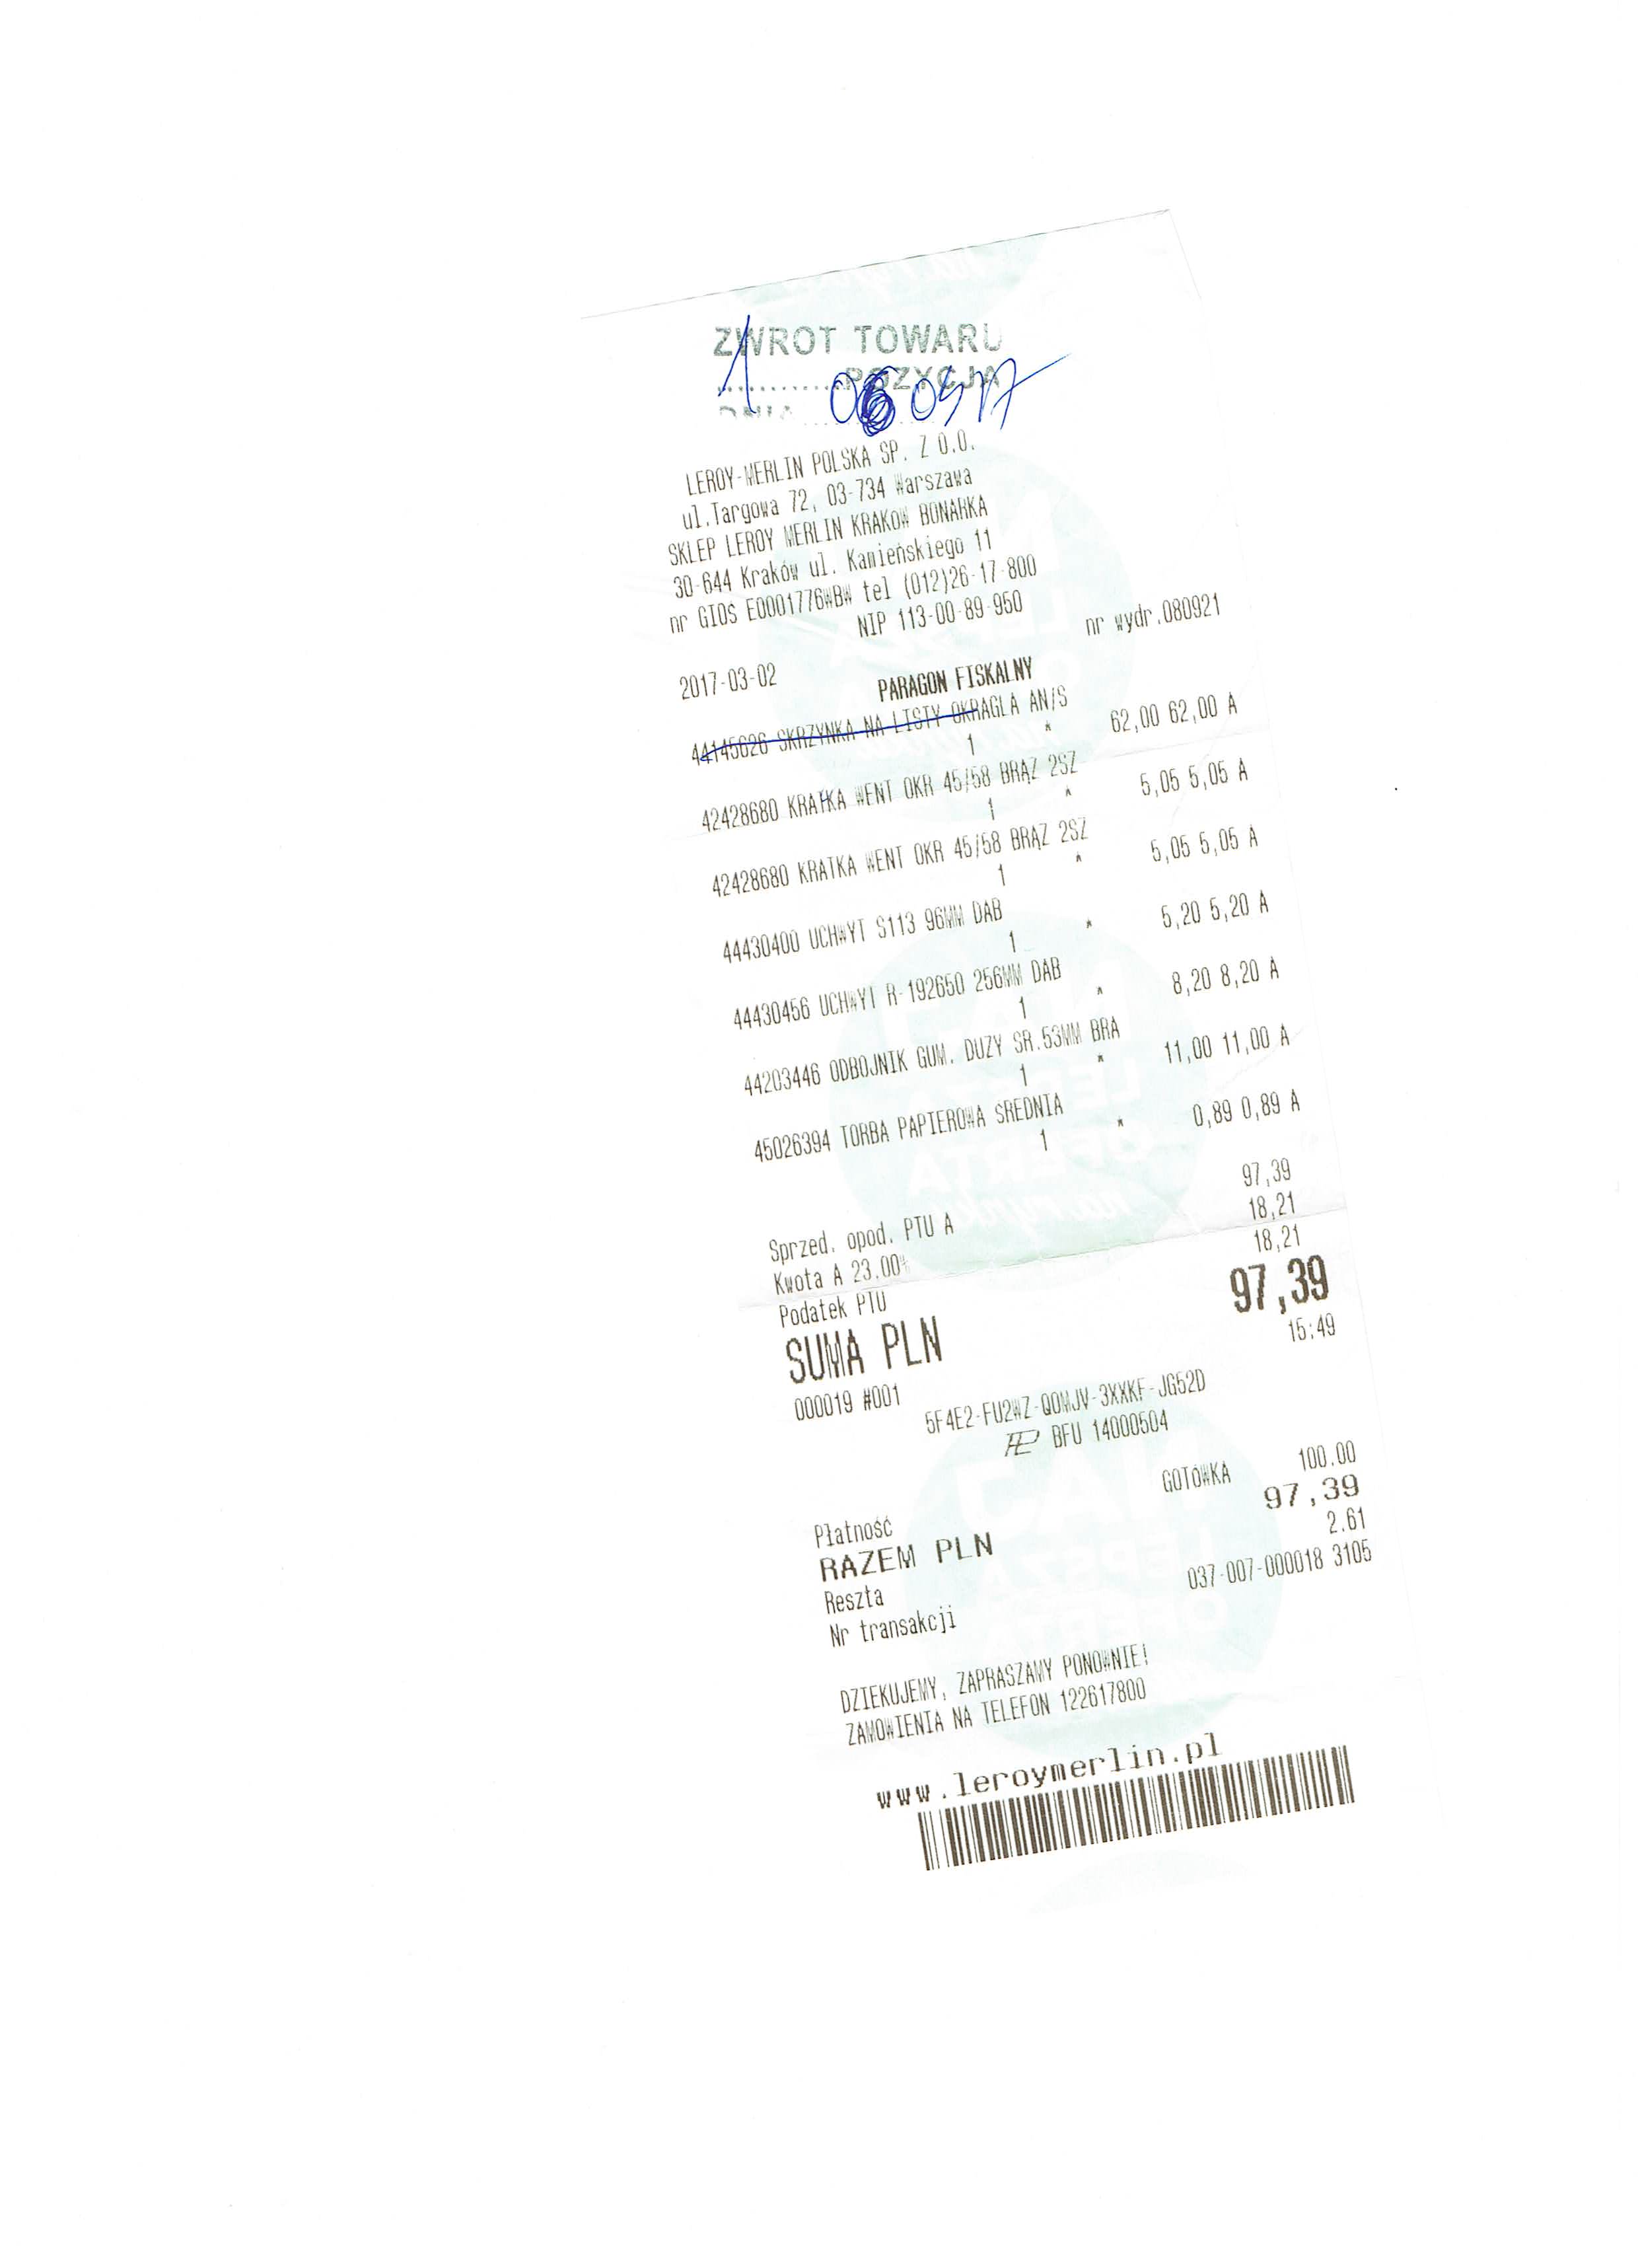 ZWROT TOWARU
1 ............POZYCJA
DNIA
LEROY-MERLIN POLSKA SP. Z O.O.
ul.Targowa 72, 03-734 Warszawa
SKLEP LEROY MERLIN KRAKOW BONARKA
30-644 Kraków ul. Kamieńskiego 11
nr GIOŚ E0001776WBW tel (012)26-17-800
NIP 113-00-89-950
2017-03-02 nr wydr.080921
PARAGON FISKALNY
44145626 SKRZYNKA NA LISTY OKRAGLA AN/S
1 * 62,00 62,00 A
42428680 KRATKA WENT OKR 45/58 BRĄZ 2SZ
1 * 5,05 5,05 A
42428680 KRATKA WENT OKR 45/58 BRĄZ 2SZ
1 * 5,05 5,05 A
44430400 UCHWYT S113 96MM DAB
1 * 5,20 5,20 A
44430456 UCHWYT R-192650 256MM DAB
1 * 8,20 8,20 A
44203446 ODBOJNIK GUM. DUZY SR.53MM BRA
1 * 11,00 11,00 A
45026394 TORBA PAPIEROWA SREDNIA
1 * 0,89 0,89 A
Sprzed. opod. PTU A 97,39
Kwota A 23,00% 18,21
Podatek PTU 18,21
SUMA PLN 97,39
000019 #001 15:49
5F4E2-FU2WZ-QOMJV-3XXKF-JG52D
BFU 14000504
Płatność GOTÓWKA 100.00
RAZEM PLN 97,39
Reszta 2.61
Nr transakcji 037-007-000018 3105
DZIEKUJEMY, ZAPRASZAMY PONOWNIE!
ZAMOWIENIA NA TELEFON 122617800
www.leroymerlin.pl